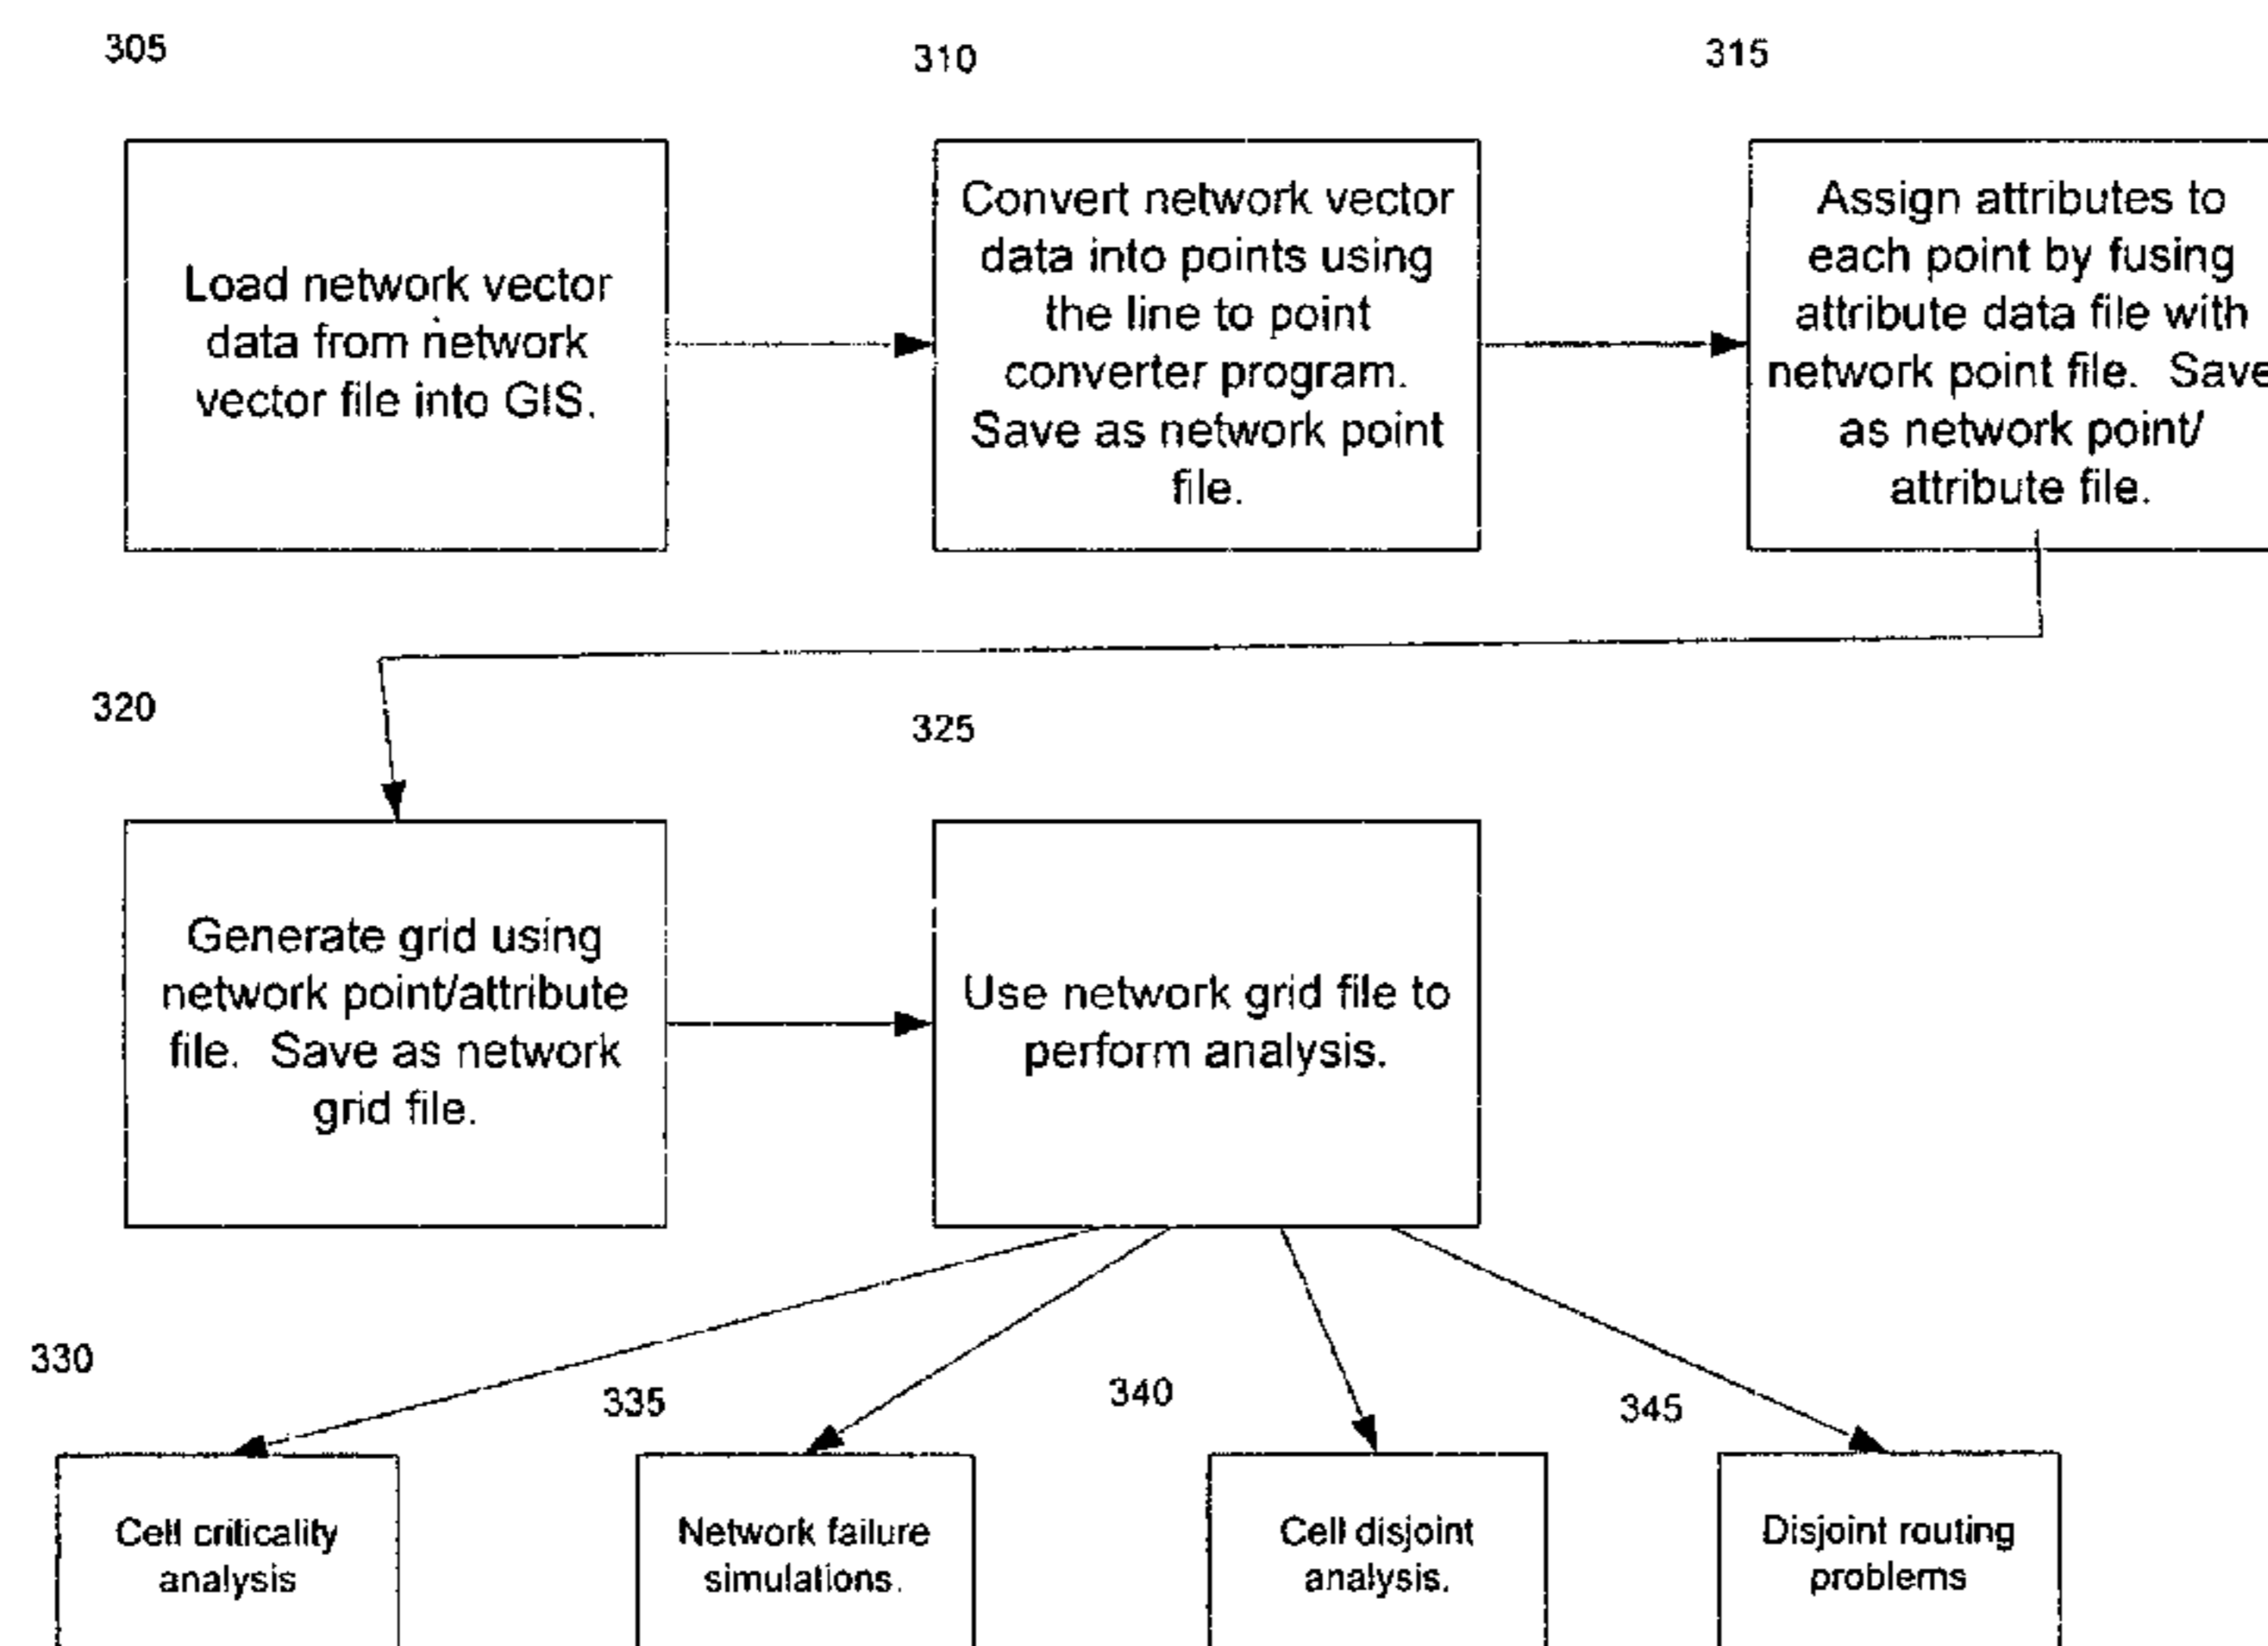 305
310
315
Load network vector
data from network
vector file into GIS.
Convert network vector
data into points using
the line to point
converter program.
Save as network point
file.
Assign attributes to
each point by fusing
attribute data file with
network point file. Save
as network point/
attribute file.
320
325
Generate grid using
network point/attribute
file. Save as network
grid file.
Use network grid file to
perform analysis.
330
335
340
345
Cell criticality
analysis
Network failure
simulations.
Cell disjoint
analysis.
Disjoint routing
problems